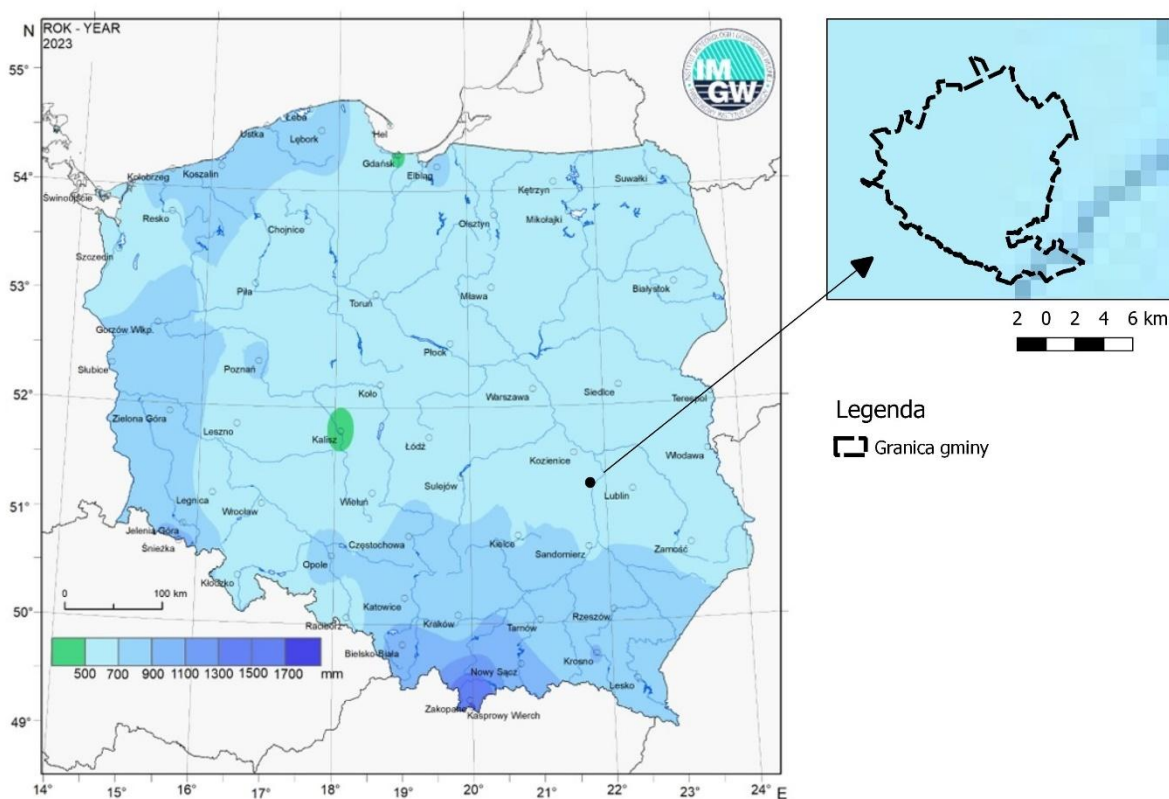 N
ROK - YEAR
2023
55°
54°
53°
52°
51°
50°
49°
IMGW
Łeba
Ustka
Lębork
Hel
Gdańsk
Elbląg
Kołobrzeg
Koszalin
Świnoujście
Resko
Chojnice
Szczecin
Kętrzyn
Suwałki
Olsztyn
Mikołajki
Piła
Toruń
Mława
Białystok
Gorzów Wlkp.
Słubice
Poznań
Płock
Koło
Warszawa
Siedlce
Terespol
Zielona Góra
Leszno
Kalisz
Łódź
Kozienice
Włodawa
Legnica
Wrocław
Wieluń
Sulejów
Lublin
Jelenia Góra
Śnieżka
Częstochowa
Kielce
Sandomierz
Zamość
Kłodzko
Opole
Katowice
Kraków
Tarnów
Rzeszów
Racibórz
Bielsko-Biała
Nowy Sącz
Krosno
Lesko
Zakopane
Kasprowy Wierch
0 100 km
500 700 900 1100 1300 1500 1700 mm
14° 15° 16° 17° 18° 19° 20° 21° 22° 23° 24° E
2 0 2 4 6 km
Legenda
Granica gminy